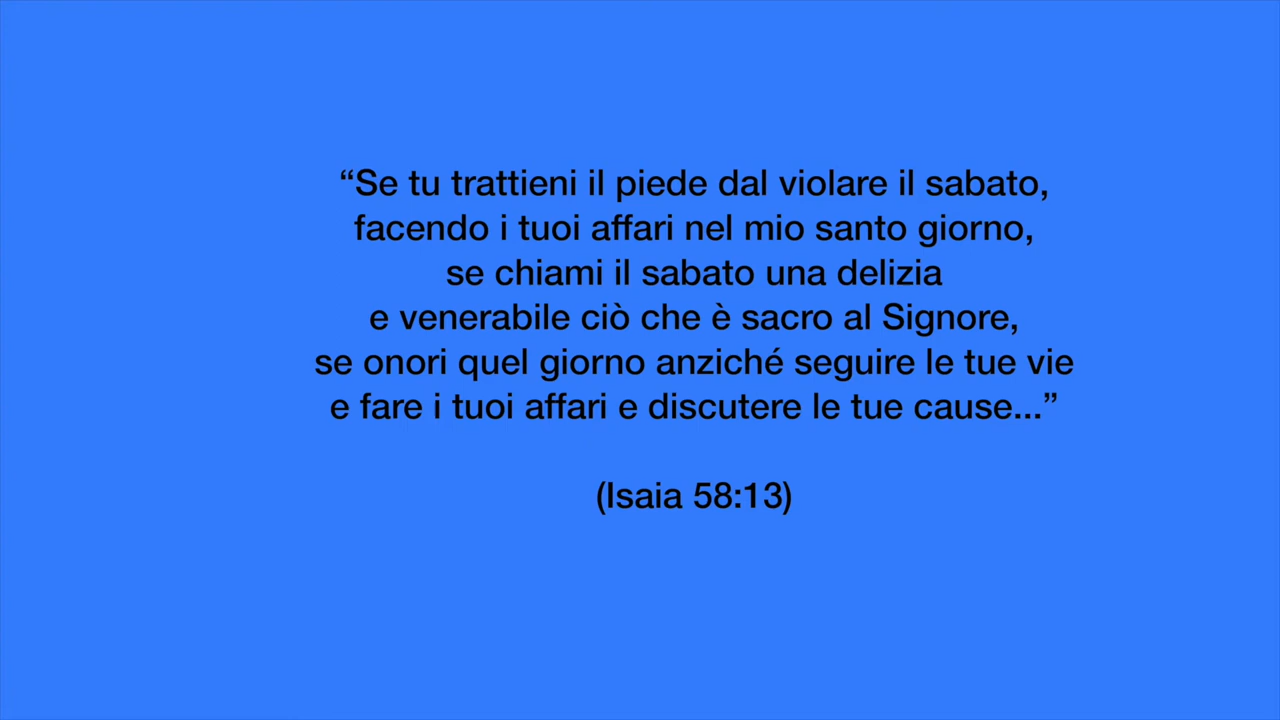 “Se tu trattieni il piede dal violare il sabato,
facendo i tuoi affari nel mio santo giorno,
se chiami il sabato una delizia
e venerabile ciò che è sacro al Signore,
se onori quel giorno anziché seguire le tue vie
e fare i tuoi affari e discutere le tue cause...”
(Isaia 58:13)